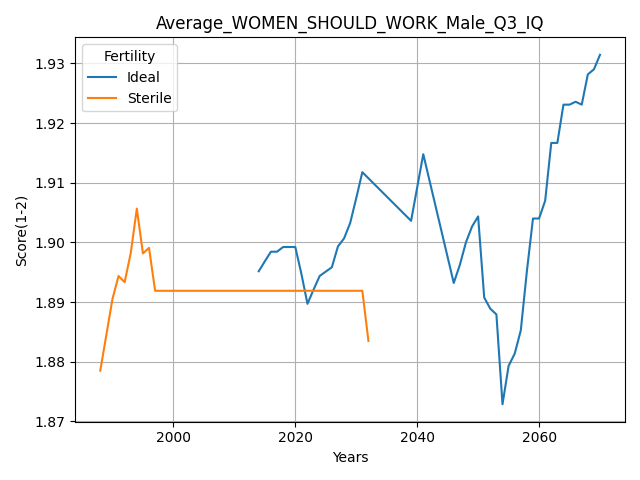 Average_WOMEN_SHOULD_WORK_Male_Q3_IQ
Fertility
Ideal
Sterile
1.93
1.92
1.91
1.90
1.89
1.88
1.87
Score(1-2)
2000
2020
2040
2060
Years